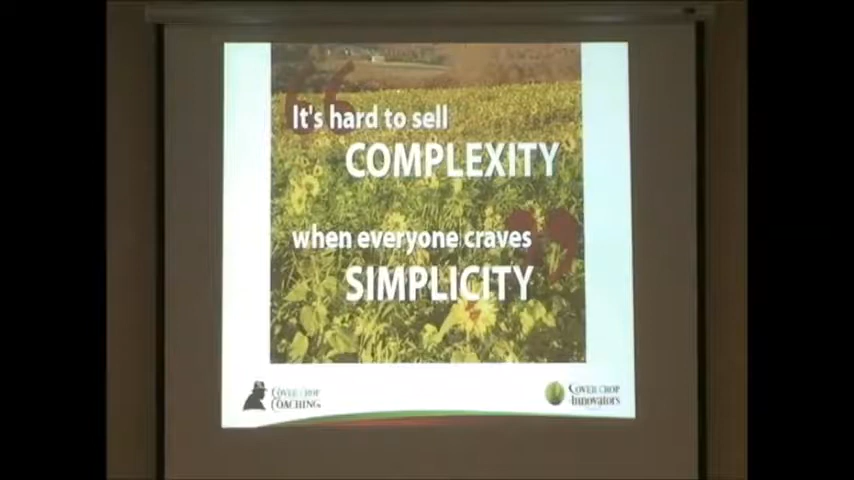 It's hard to sell
COMPLEXITY
when everyone craves
SIMPLICITY
COVER CROP
COACHING
COVER CROP
Innovators